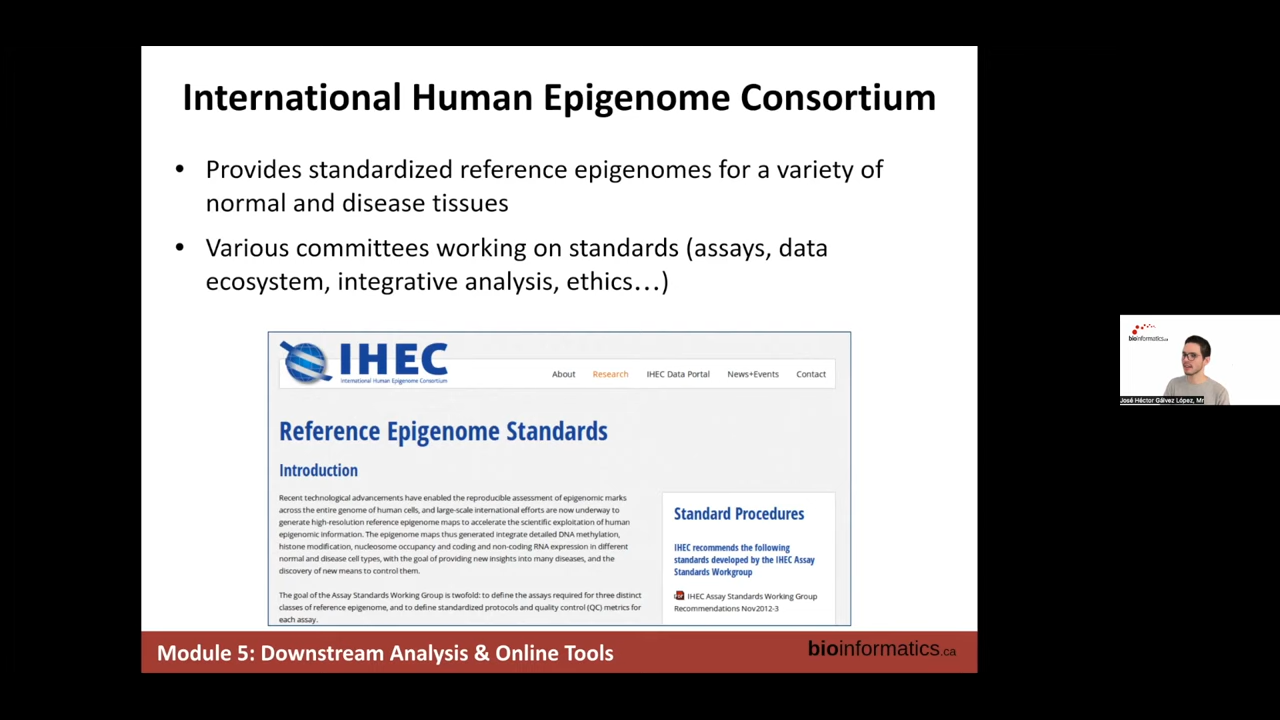 International Human Epigenome Consortium
• Provides standardized reference epigenomes for a variety of
normal and disease tissues
• Various committees working on standards (assays, data
ecosystem, integrative analysis, ethics…)
IHEC
International Human Epigenome Consortium
About Research IHEC Data Portal News+Events Contact
Reference Epigenome Standards
Introduction
Recent technological advancements have enabled the reproducible assessment of epigenomic marks
across the entire genome of human cells, and large-scale international efforts are now underway to
generate high-resolution reference epigenome maps to accelerate the scientific exploitation of human
epigenomic information. The epigenome maps thus generated integrate detailed DNA methylation,
histone modification, nucleosome occupancy and coding and non-coding RNA expression in different
normal and disease cell types, with the goal of providing new insights into many diseases, and the
discovery of new means to control them.
The goal of the Assay Standards Working Group is twofold: to define the assays required for three distinct
classes of reference epigenome, and to define standardized protocols and quality control (QC) metrics for
each assay.
Standard Procedures
IHEC recommends the following
standards developed by the IHEC Assay
Standards Workgroup
IHEC Assay Standards Working Group
Recommendations Nov2012-3
Module 5: Downstream Analysis & Online Tools
bioinformatics.ca
bioinformatics.ca
José Héctor Gálvez López, Mr